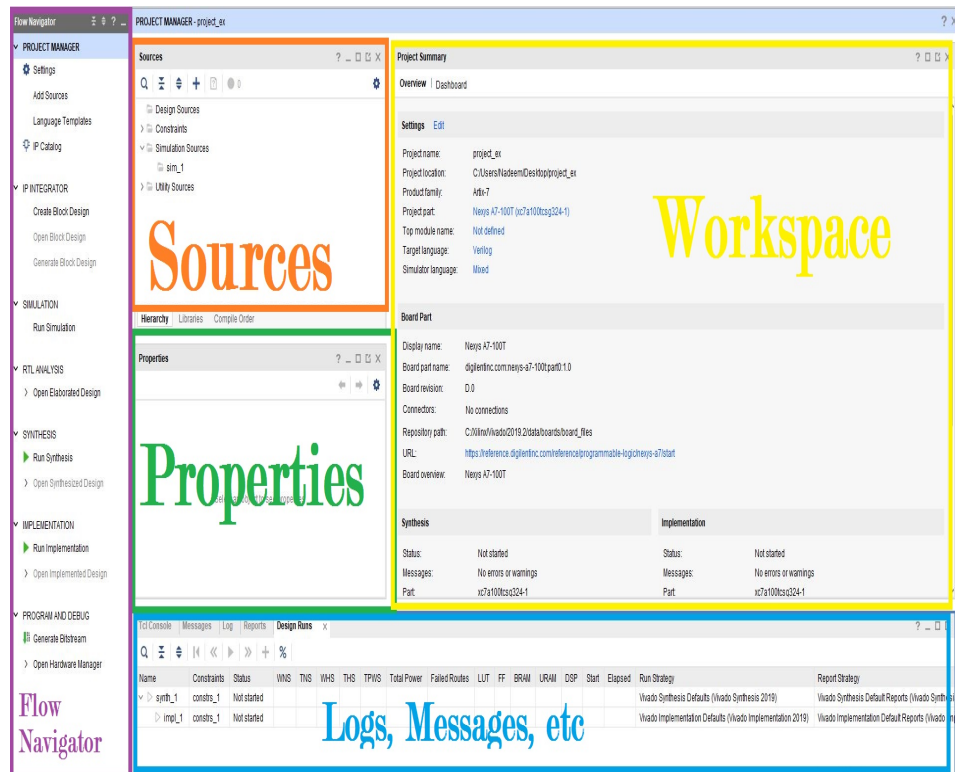 Flow Navigator
PROJECT MANAGER
Settings
Add Sources
Language Templates
IP Catalog
IP INTEGRATOR
Create Block Design
Open Block Design
Generate Block Design
SIMULATION
Run Simulation
RTL ANALYSIS
Open Elaborated Design
SYNTHESIS
Run Synthesis
Open Synthesized Design
IMPLEMENTATION
Run Implementation
Open Implemented Design
PROGRAM AND DEBUG
Generate Bitstream
Open Hardware Manager
Flow
Navigator
PROJECT MANAGER - project_ex
Sources
0
Design Sources
Constraints
Simulation Sources
sim_1
Utility Sources
Sources
Hierarchy Libraries Compile Order
Properties
Properties
Project Summary
Overview | Dashboard
Settings Edit
Project name: project_ex
Project location: C:/Users/Nadeem/Desktop/project_ex
Product family: Artix-7
Project part: Nexys A7-100T (xc7a100tcsg324-1)
Top module name: Not defined
Target language: Verilog
Simulator language: Mixed
Workspace
Board Part
Display name: Nexys A7-100T
Board part name: digilentinc.com:nexys-a7-100t:part0:1.0
Board revision: D.0
Connectors: No connections
Repository path: C:/Xilinx/Vivado/2019.2/data/boards/board_files
URL: https://reference.digilentinc.com/reference/programmable-logic/nexys-a7/start
Board overview: Nexys A7-100T
Synthesis Implementation
Status: Not started Status: Not started
Messages: No errors or warnings Messages: No errors or warnings
Part: xc7a100tcsg324-1 Part: xc7a100tcsg324-1
Tcl Console Messages Log Reports Design Runs
Name Constraints Status WNS TNS WHS THS TPWS Total Power Failed Routes LUT FF BRAM URAM DSP Start Elapsed Run Strategy Report Strategy
synth_1 constrs_1 Not started Vivado Synthesis Defaults (Vivado Synthesis 2019) Vivado Synthesis Default Reports (Vivado Synthesi
impl_1 constrs_1 Not started Vivado Implementation Defaults (Vivado Implementation 2019) Vivado Implementation Default Reports (Vivado
Logs, Messages, etc